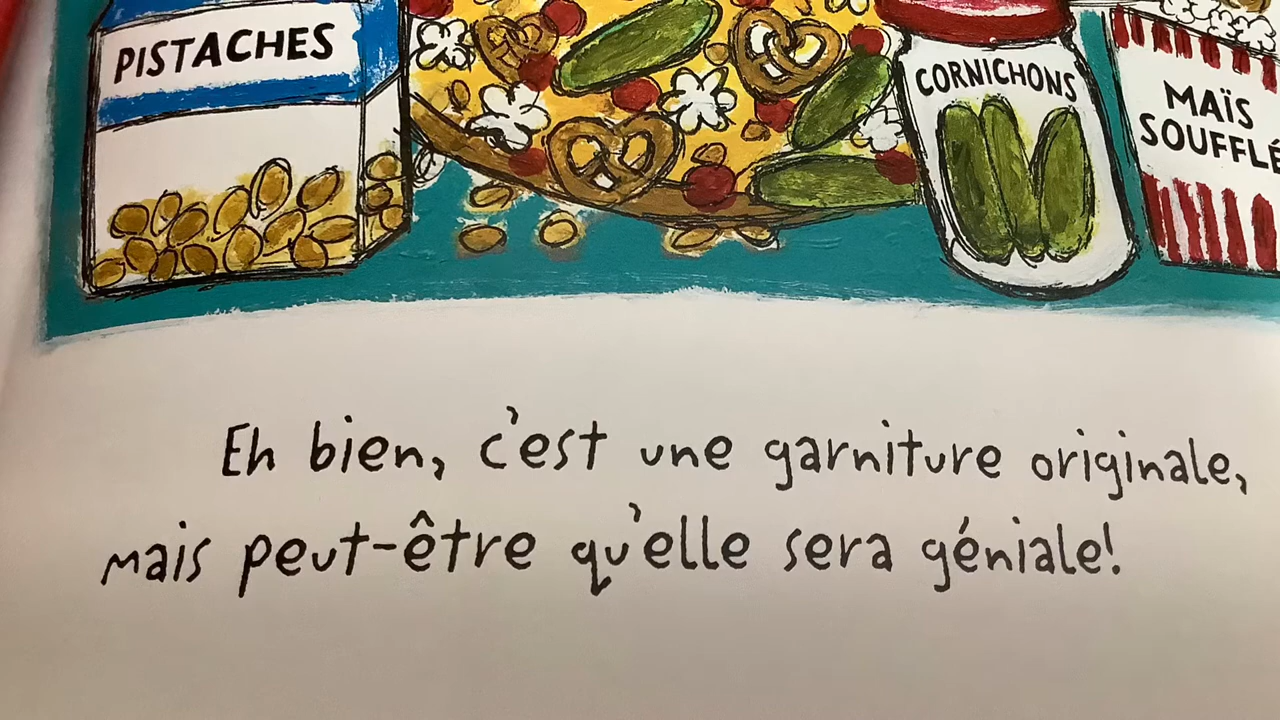 PISTACHES
CORNICHONS
MAÏS
SOUFFLÉ
Eh bien, c'est une garniture originale,
mais peut-être qu'elle sera géniale!